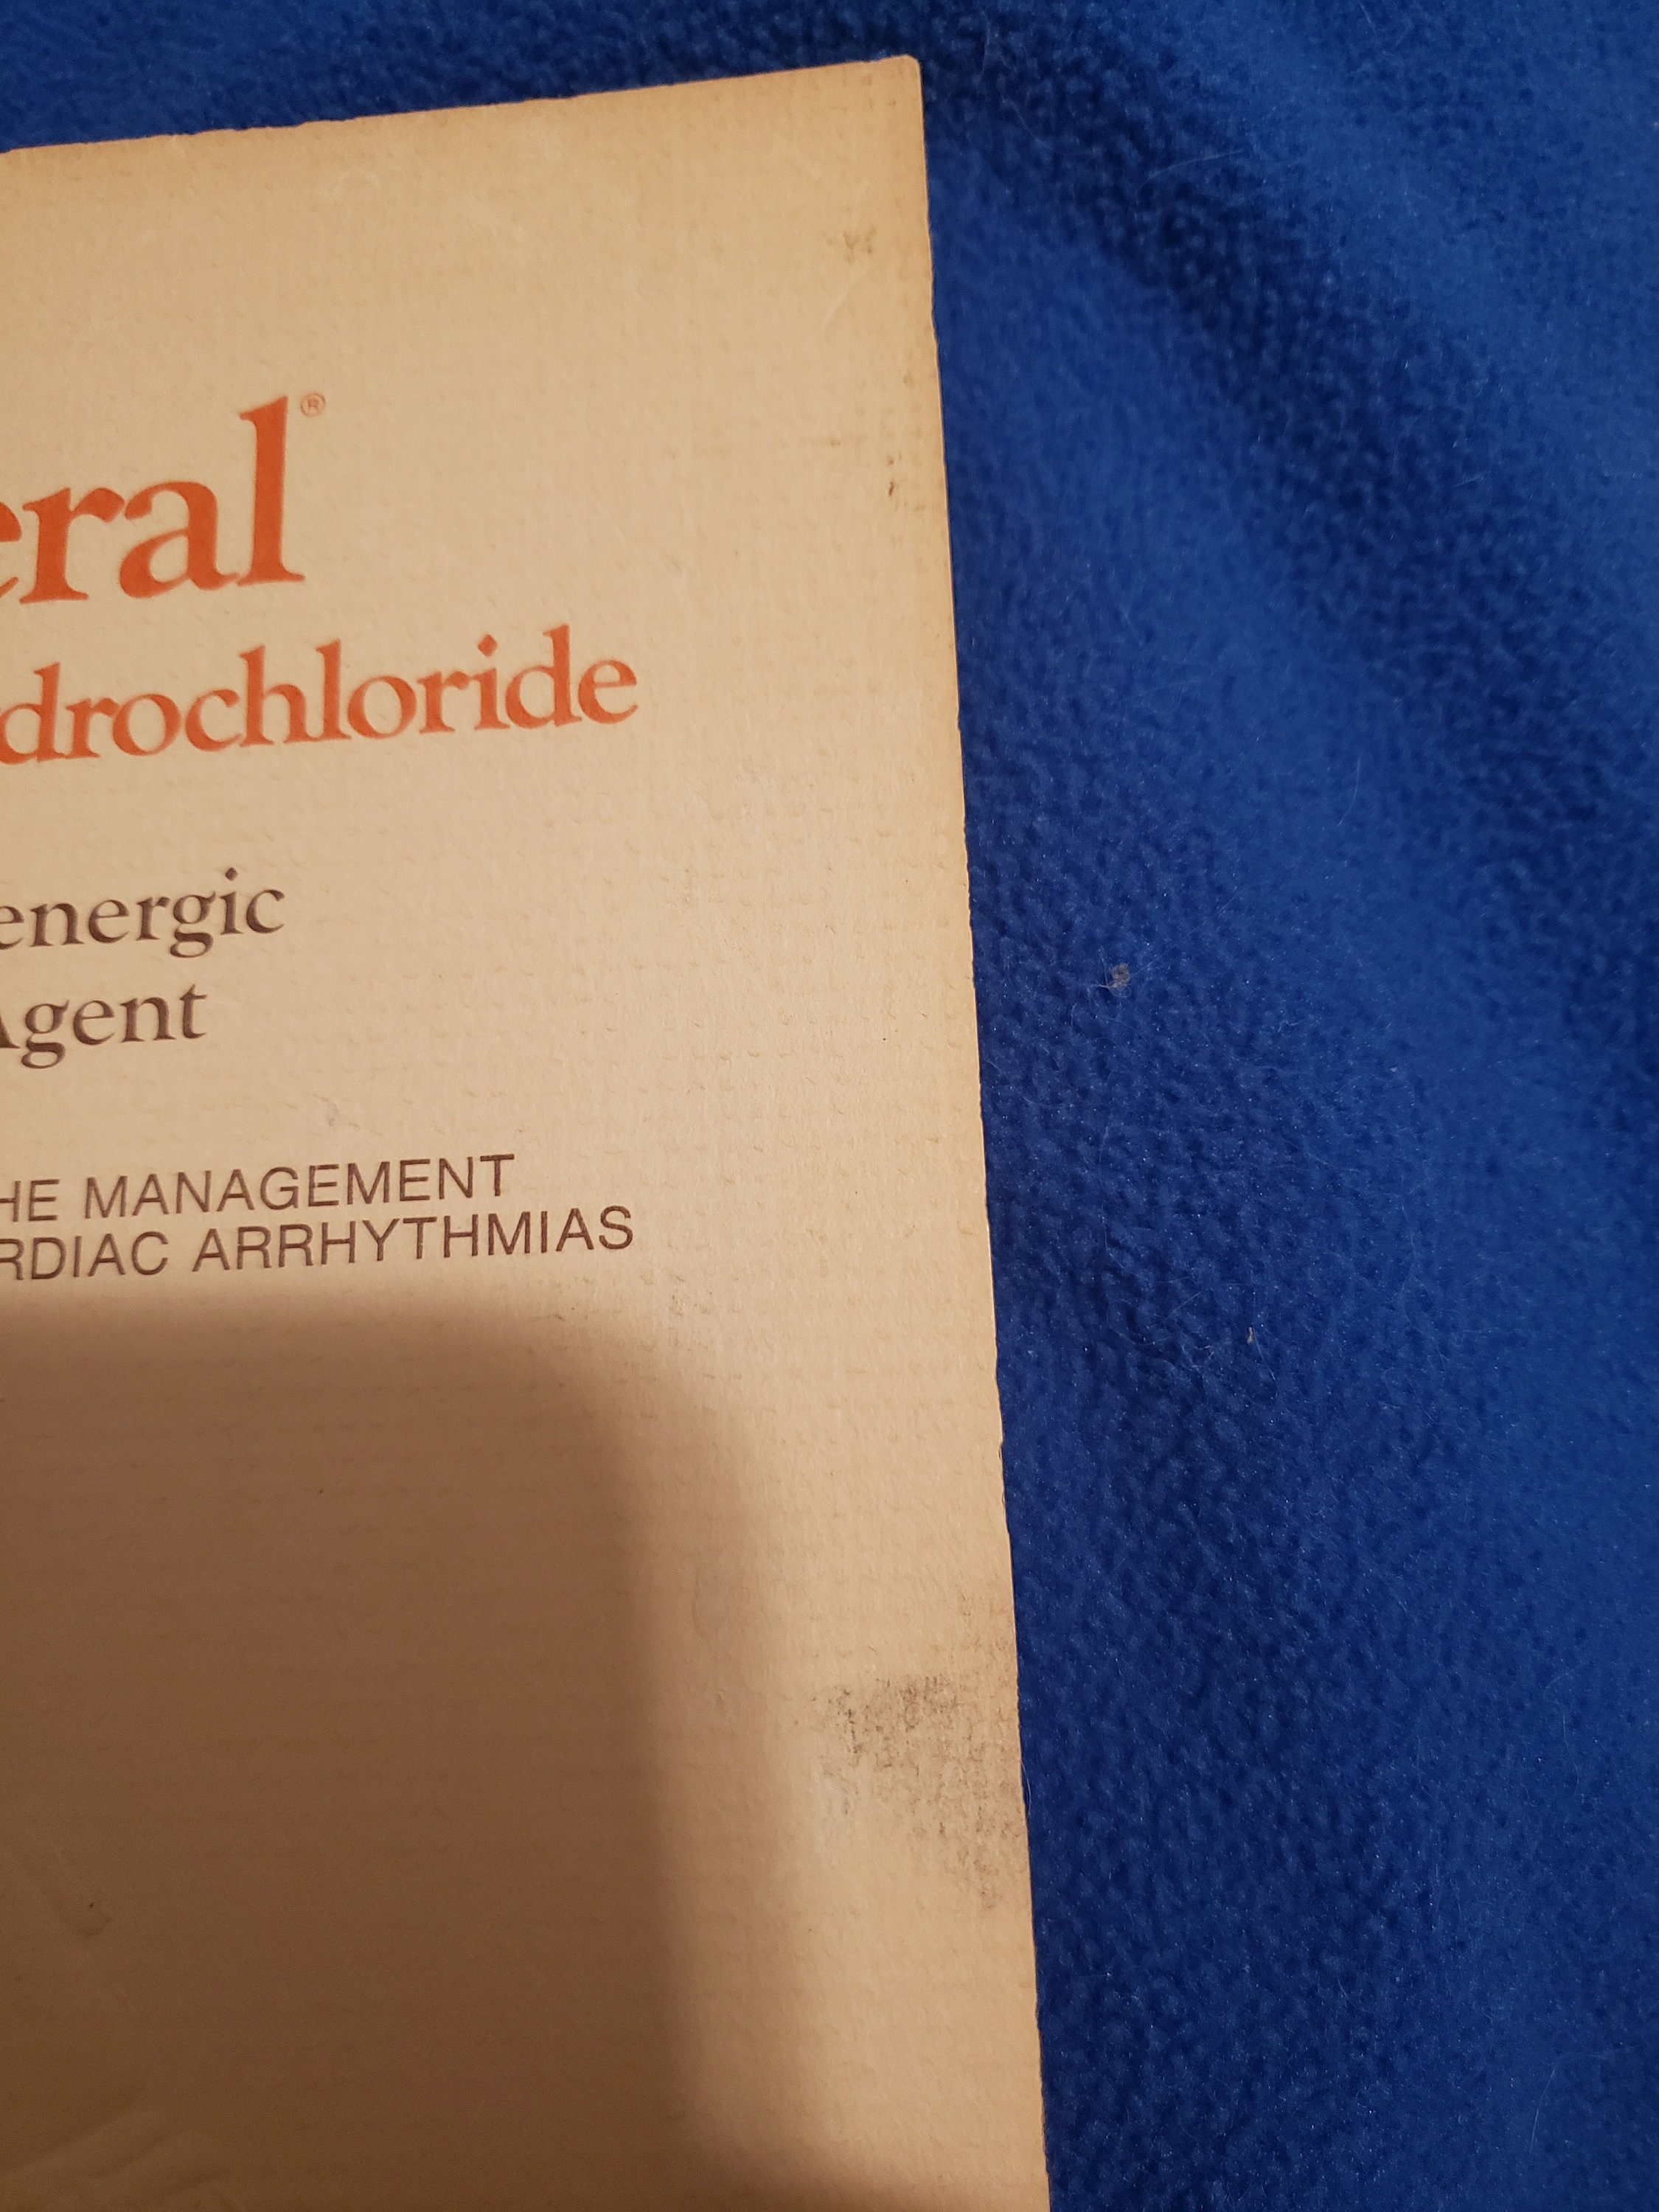 eral®
drochloride
energic
Agent
HE MANAGEMENT
RDIAC ARRHYTHMIAS